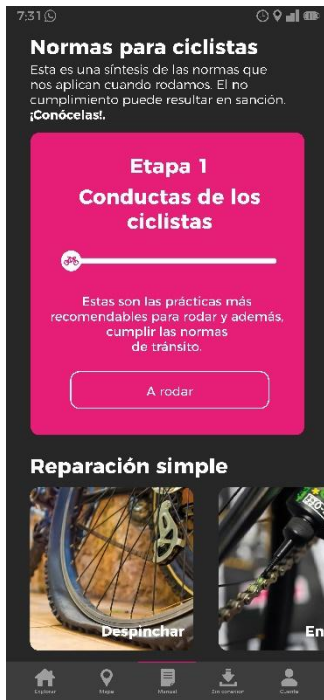 7:31
Normas para ciclistas
Esta es una síntesis de las normas que
nos aplican cuando rodamos. El no
cumplimiento puede resultar en sanción.
¡Conócelas!.
Etapa 1
Conductas de los
ciclistas
Estas son las prácticas más
recomendables para rodar y además,
cumplir las normas
de tránsito.
A rodar
Reparación simple
Despinchar
En
Explorar
Mapa
Manual
Sin conexión
Cuenta